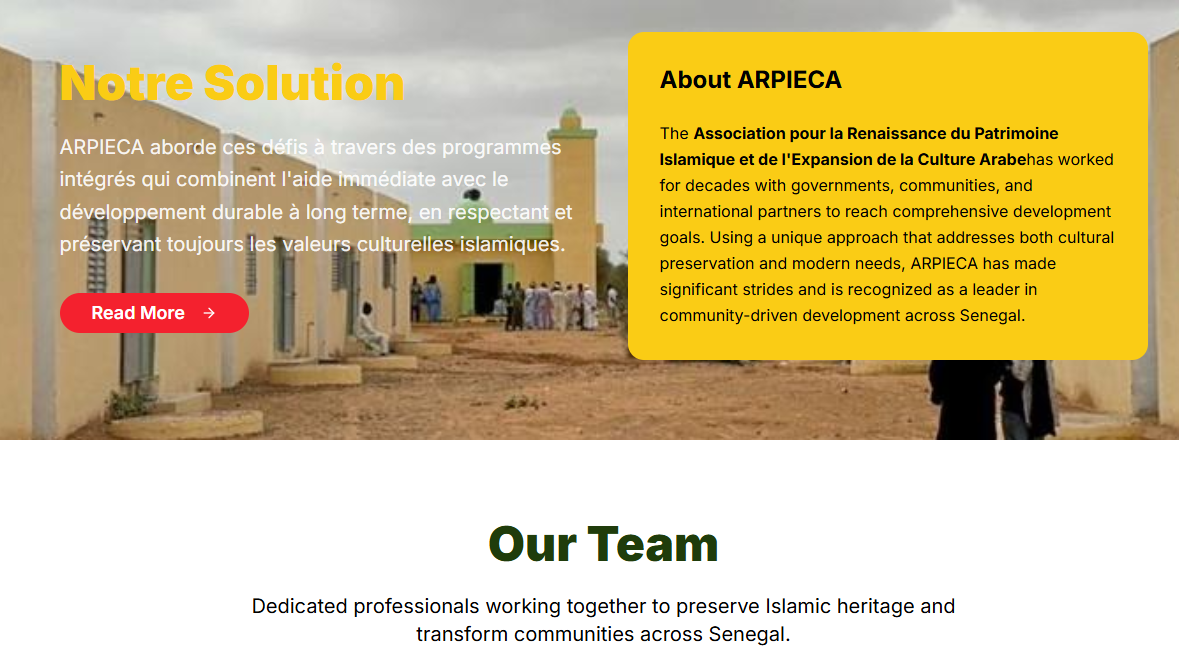 Notre Solution
ARPIECA aborde ces défis à travers des programmes
intégrés qui combinent l'aide immédiate avec le
développement durable à long terme, en respectant et
préservant toujours les valeurs culturelles islamiques.
Read More →
About ARPIECA
The Association pour la Renaissance du Patrimoine
Islamique et de l'Expansion de la Culture Arabehas worked
for decades with governments, communities, and
international partners to reach comprehensive development
goals. Using a unique approach that addresses both cultural
preservation and modern needs, ARPIECA has made
significant strides and is recognized as a leader in
community-driven development across Senegal.
Our Team
Dedicated professionals working together to preserve Islamic heritage and
transform communities across Senegal.